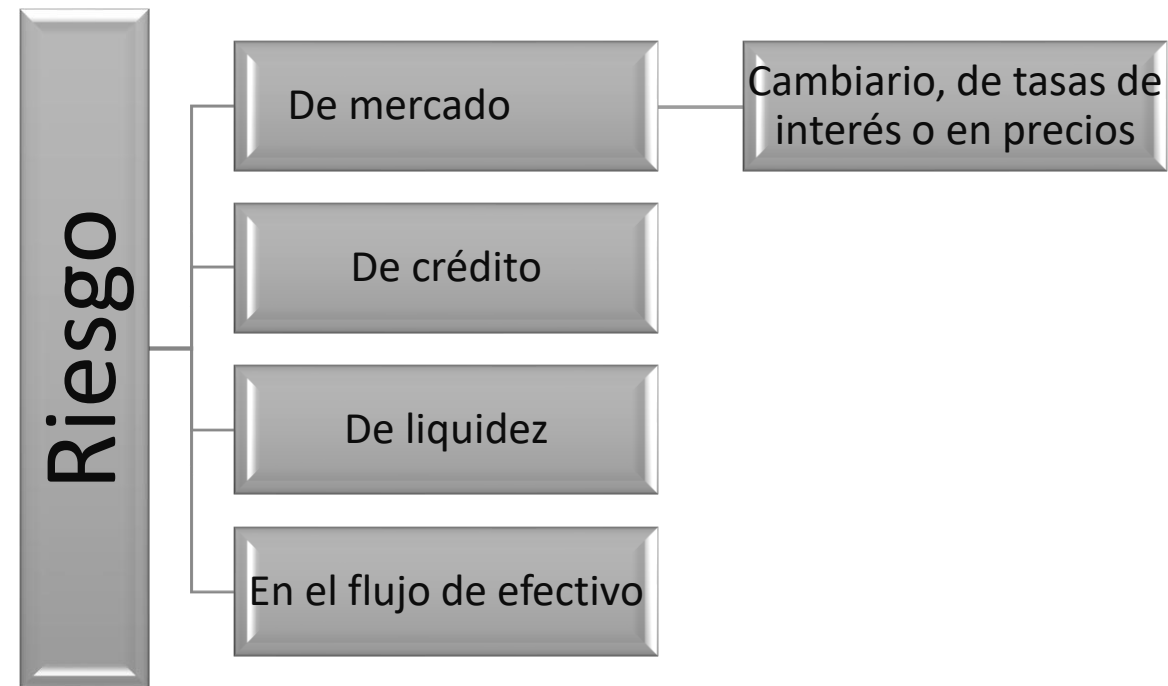 Riesgo
De mercado
Cambiario, de tasas de
interés o en precios
De crédito
De liquidez
En el flujo de efectivo